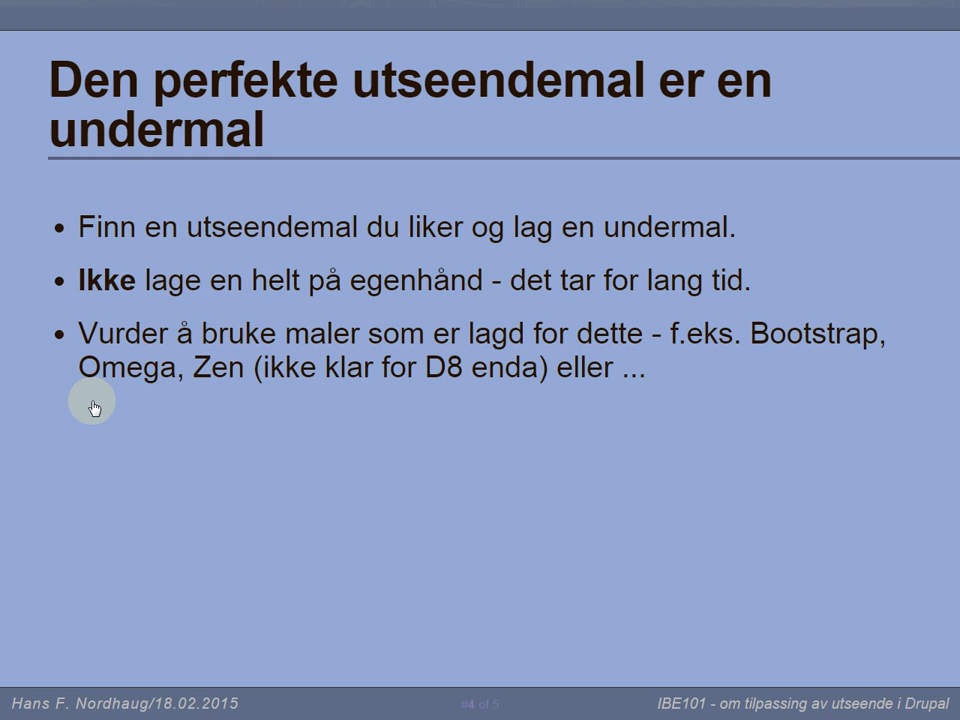 Den perfekte utseendemal er en
undermal
• Finn en utseendemal du liker og lag en undermal.
• Ikke lage en helt på egenhånd - det tar for lang tid.
• Vurder å bruke maler som er lagd for dette - f.eks. Bootstrap,
Omega, Zen (ikke klar for D8 enda) eller ...
Hans F. Nordhaug/18.02.2015
#4 of 5
IBE101 - om tilpassing av utseende i Drupal